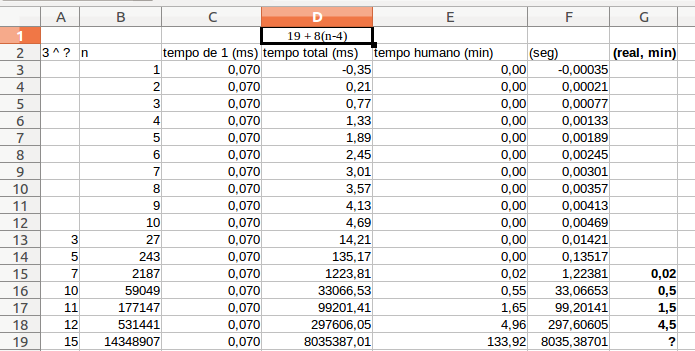 A B C D E F G
1 19 + 8(n-4)
2 3 ^ ? n tempo de 1 (ms) tempo total (ms) tempo humano (min) (seg) (real, min)
3 1 0,070 -0,35 0,00 -0,00035
4 2 0,070 0,21 0,00 0,00021
5 3 0,070 0,77 0,00 0,00077
6 4 0,070 1,33 0,00 0,00133
7 5 0,070 1,89 0,00 0,00189
8 6 0,070 2,45 0,00 0,00245
9 7 0,070 3,01 0,00 0,00301
10 8 0,070 3,57 0,00 0,00357
11 9 0,070 4,13 0,00 0,00413
12 10 0,070 4,69 0,00 0,00469
13 3 27 0,070 14,21 0,00 0,01421
14 5 243 0,070 135,17 0,00 0,13517
15 7 2187 0,070 1223,81 0,02 1,22381 0,02
16 10 59049 0,070 33066,53 0,55 33,06653 0,5
17 11 177147 0,070 99201,41 1,65 99,20141 1,5
18 12 531441 0,070 297606,05 4,96 297,60605 4,5
19 15 14348907 0,070 8035387,01 133,92 8035,38701 ?